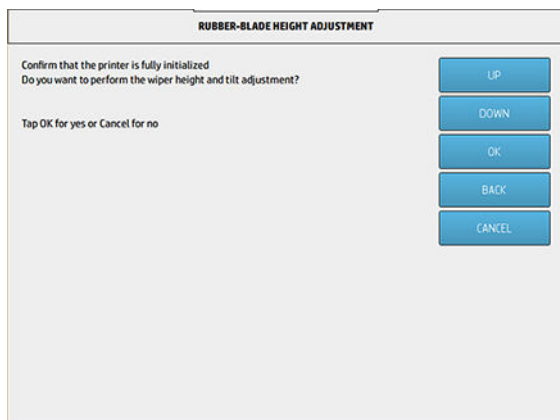 RUBBER-BLADE HEIGHT ADJUSTMENT
Confirm that the printer is fully initialized
Do you want to perform the wiper height and tilt adjustment?
Tap OK for yes or Cancel for no
UP
DOWN
OK
BACK
CANCEL